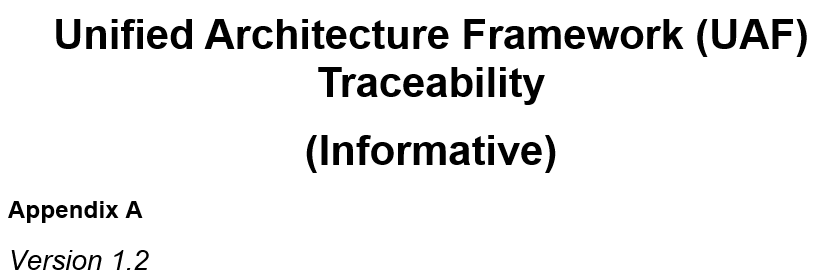 Unified Architecture Framework (UAF)
Traceability
(Informative)
Appendix A
Version 1.2